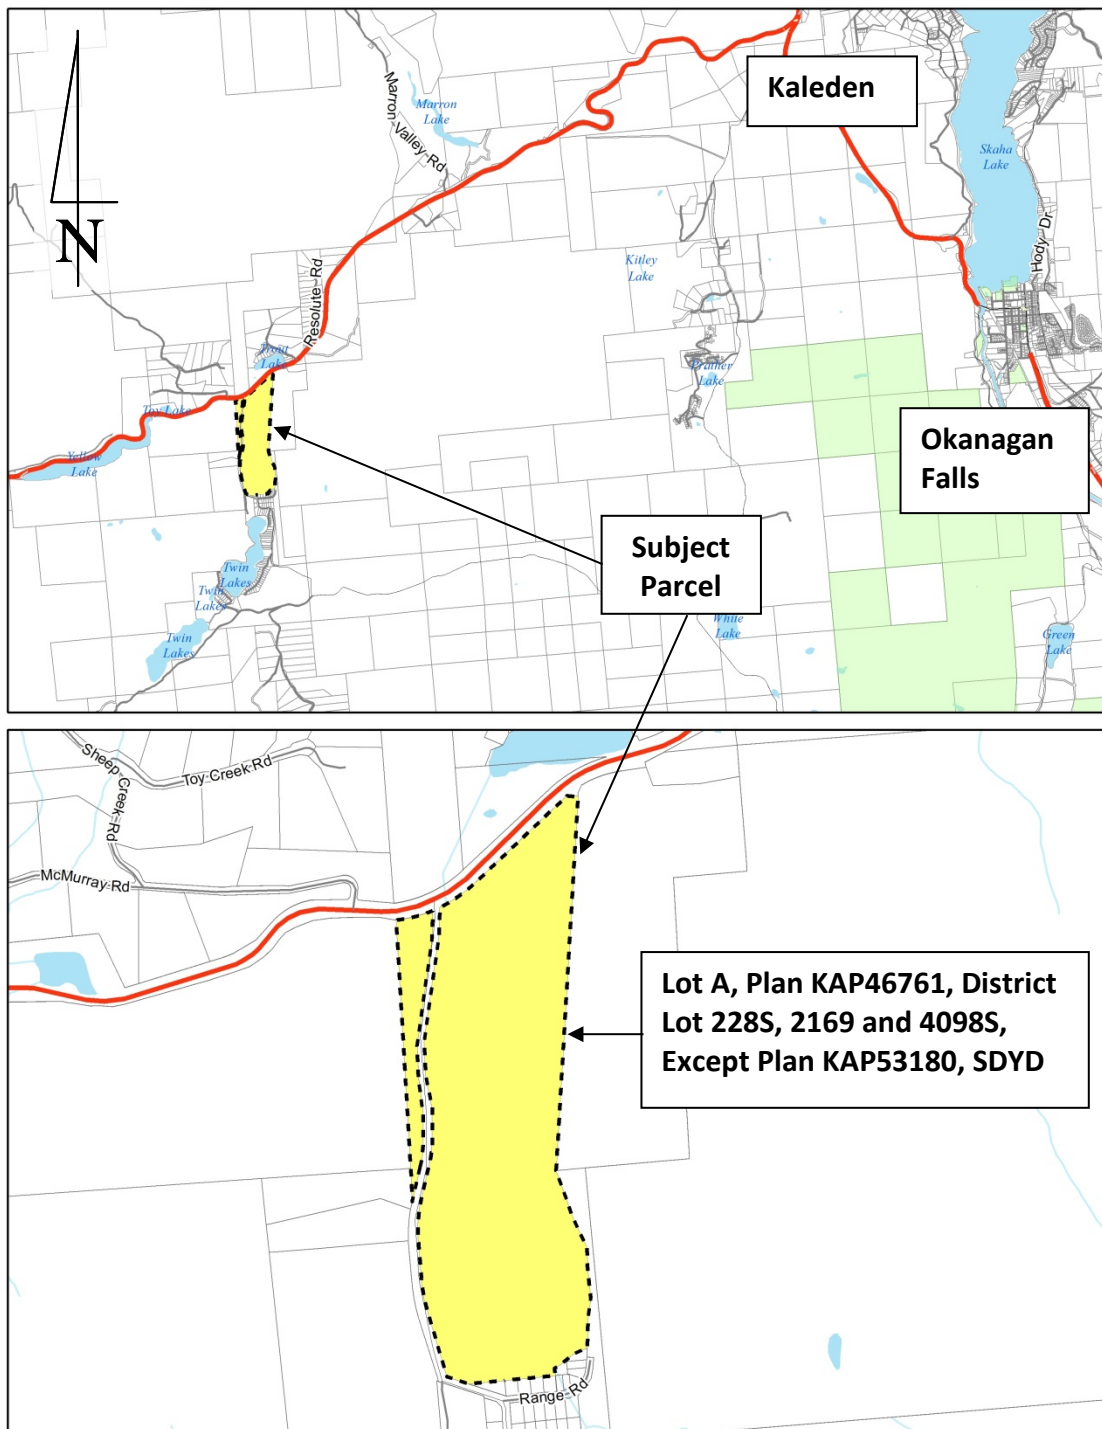 Kaleden
Marron Valley Rd
Marron
Lake
Skaha
Lake
N
Hody Dr
Kitley
Lake
Resolute Rd
Trout
Lake
Prather
Lake
Toy Lake
Yellow
Lake
Okanagan
Falls
Subject
Parcel
Twin
Lakes
Twin
Lakes
Twin
Lakes
White
Lake
Green
Lake
Sheep Creek Rd
Toy Creek Rd
McMurray Rd
Lot A, Plan KAP46761, District
Lot 228S, 2169 and 4098S,
Except Plan KAP53180, SDYD
Range Rd